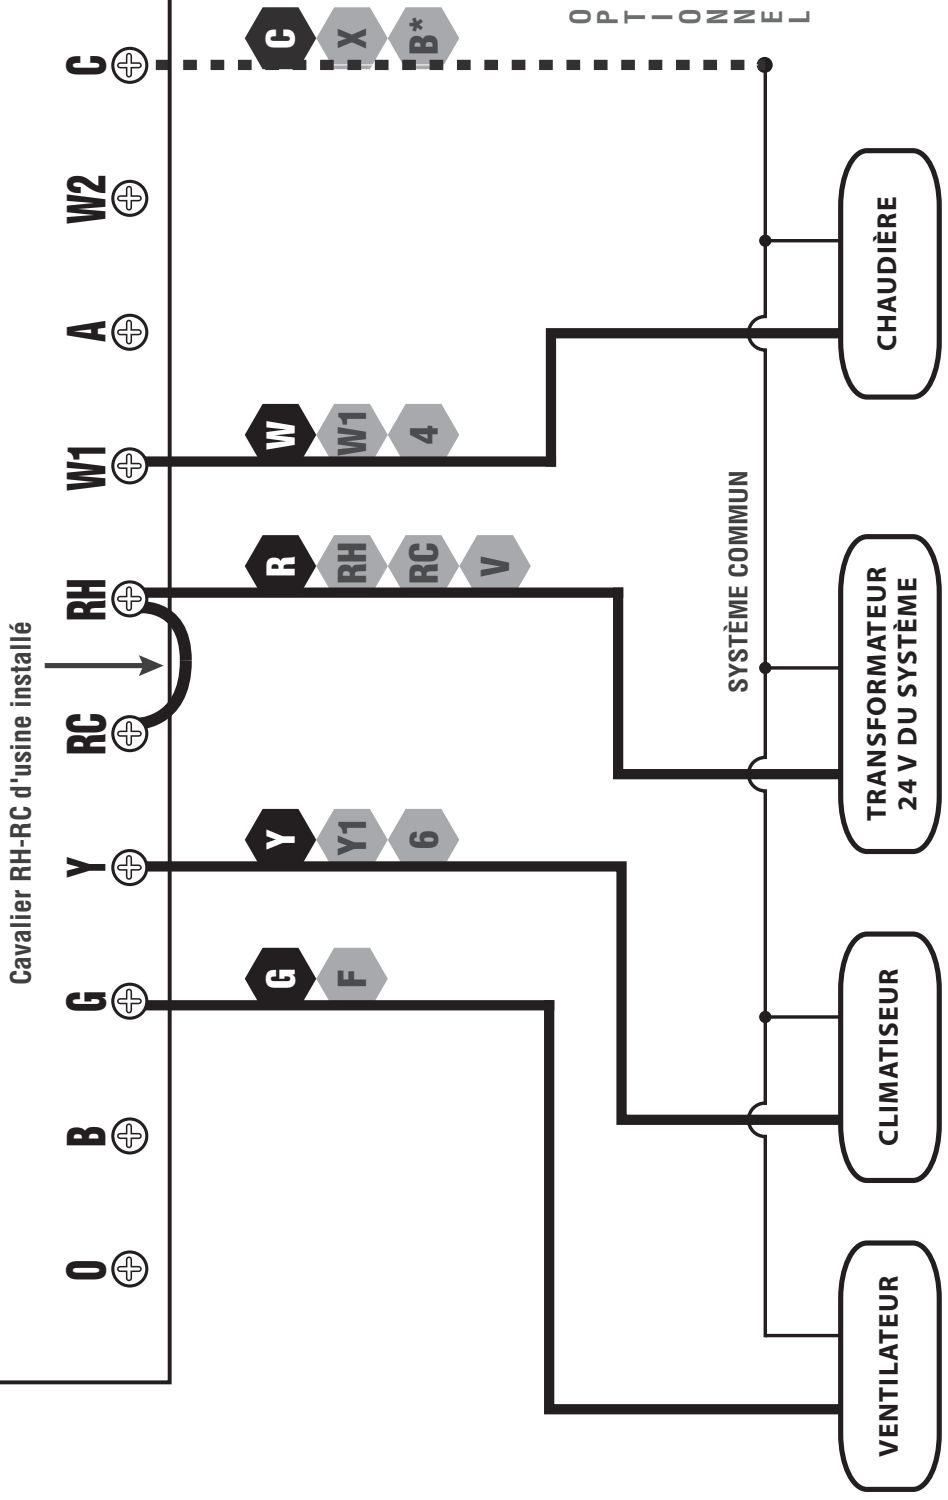 Cavalier RH-RC d'usine installé
O B G Y RC RH W1 A W2 C
G Y R W C
F Y1 RH W1 X
6 RC 4 B*
V
OPTIONNEL
SYSTÈME COMMUN
VENTILATEUR
CLIMATISEUR
TRANSFORMATEUR
24 V DU SYSTÈME
CHAUDIÈRE